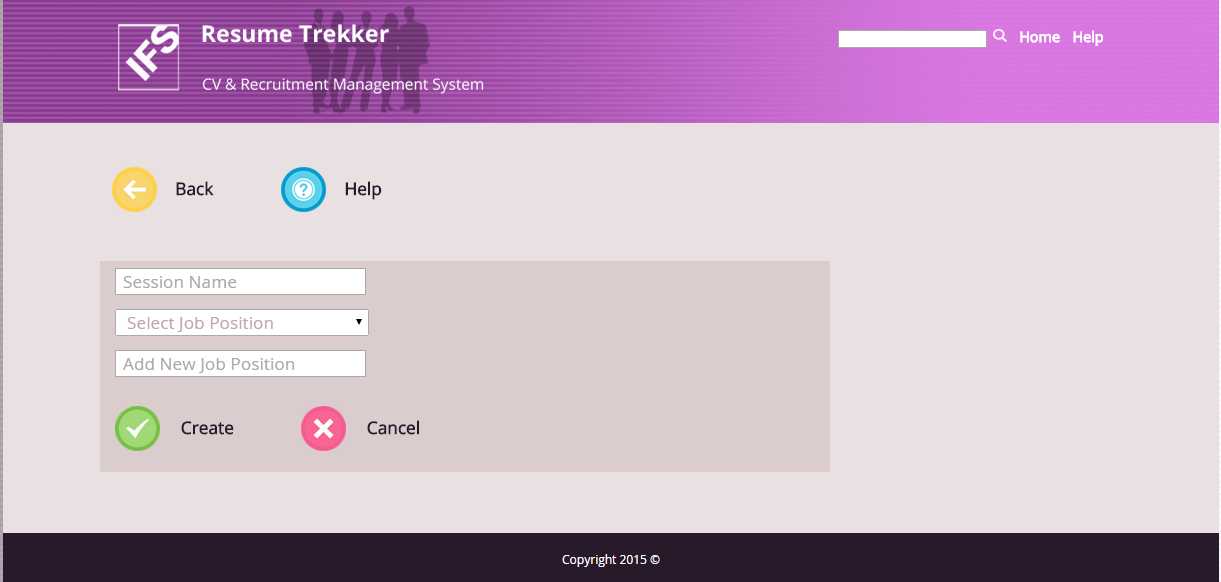 IFS
Resume Trekker
CV & Recruitment Management System
Home Help
Back Help
Session Name
Select Job Position
Add New Job Position
Create Cancel
Copyright 2015 ©